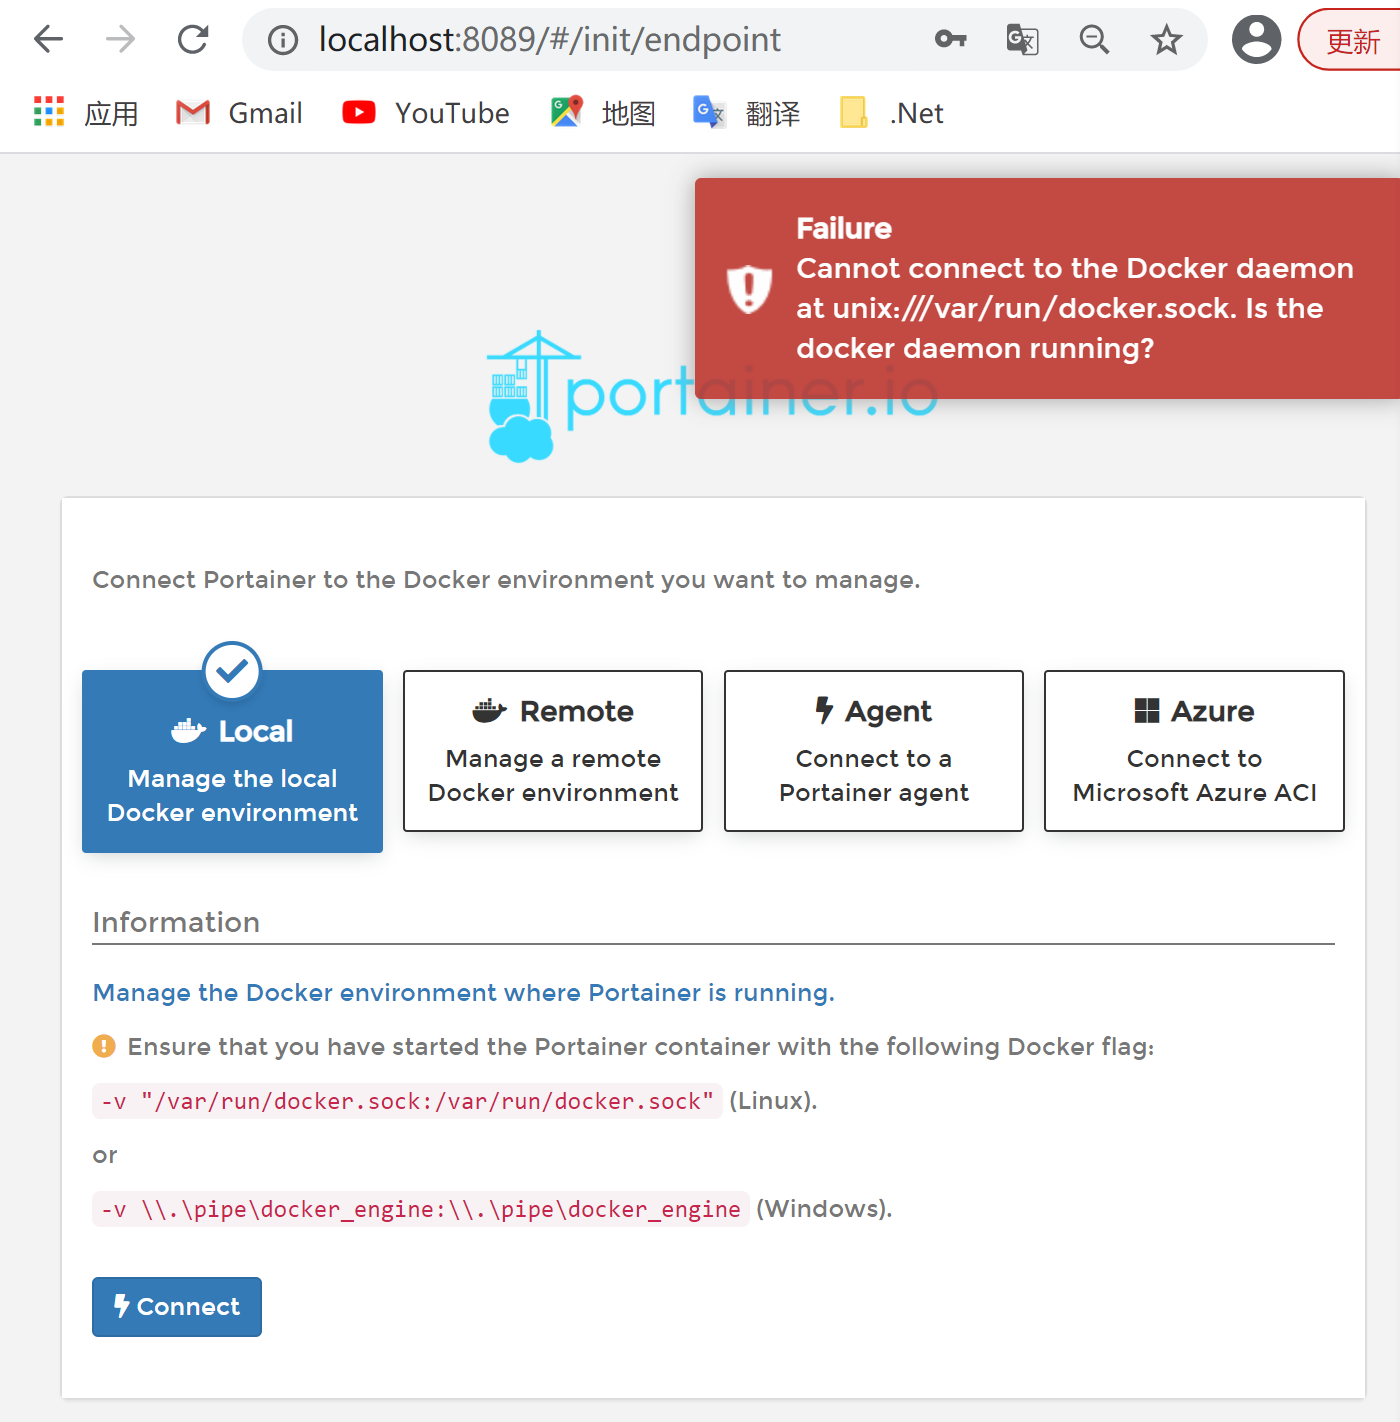 localhost:8089/#/init/endpoint
更新
应用 Gmail YouTube 地图 翻译 .Net
Failure
Cannot connect to the Docker daemon
at unix:///var/run/docker.sock. Is the
docker daemon running?
portainer.io
Connect Portainer to the Docker environment you want to manage.
Local
Manage the local
Docker environment
Remote
Manage a remote
Docker environment
Agent
Connect to a
Portainer agent
Azure
Connect to
Microsoft Azure ACI
Information
Manage the Docker environment where Portainer is running.
Ensure that you have started the Portainer container with the following Docker flag:
-v "/var/run/docker.sock:/var/run/docker.sock" (Linux).
or
-v \\.\pipe\docker_engine:\\.\pipe\docker_engine (Windows).
Connect